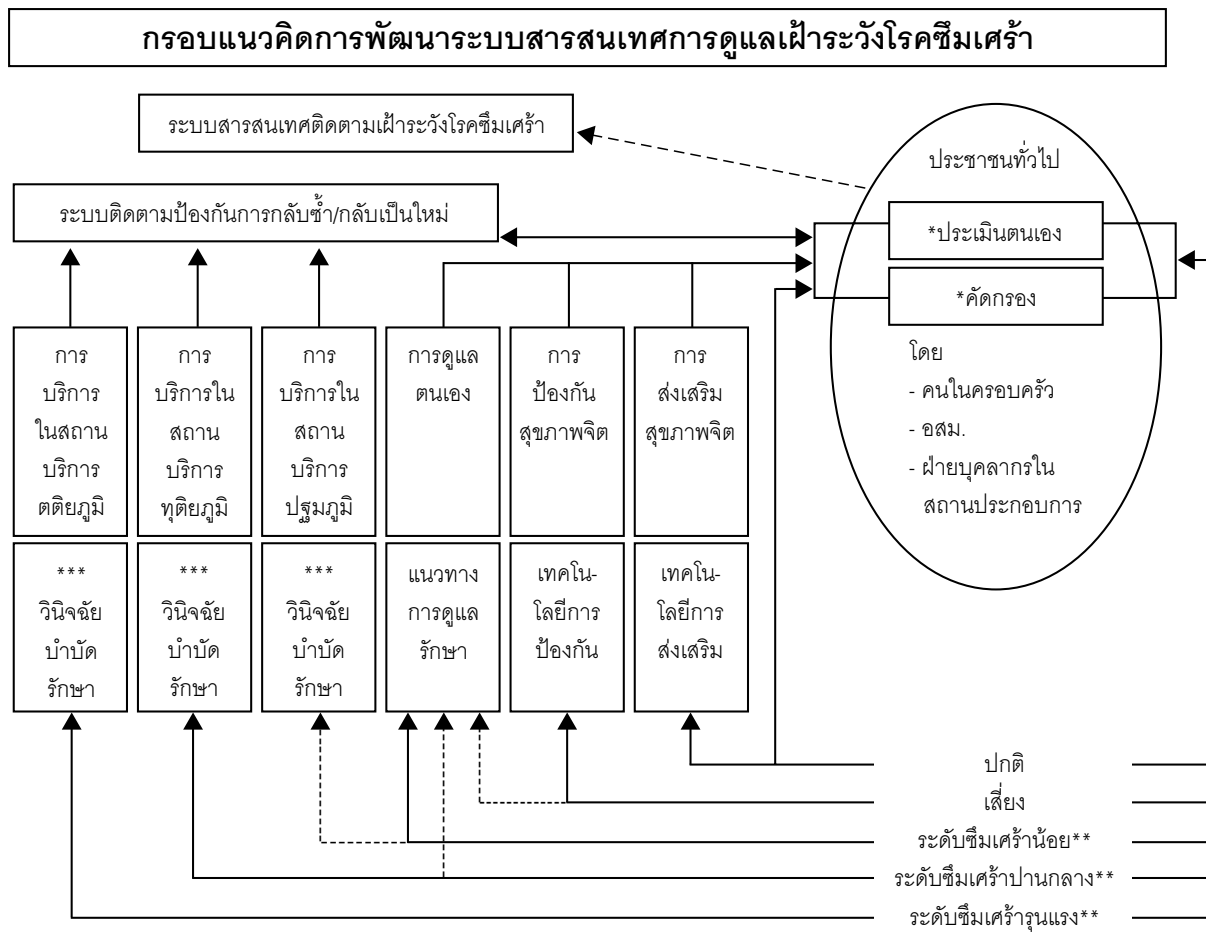 กรอบแนวคิดการพัฒนาระบบสารสนเทศการดูแลเฝ้าระวังโรคซึมเศร้า
ระบบสารสนเทศติดตามเฝ้าระวังโรคซึมเศร้า
ระบบติดตามป้องกันการกลับซ้ำ/กลับเป็นใหม่
ประชาชนทั่วไป
*ประเมินตนเอง
*คัดกรอง
โดย
- คนในครอบครัว
- อสม.
- ฝ่ายบุคลากรใน
สถานประกอบการ
การ
บริการ
ในสถาน
บริการ
ตติยภูมิ
การ
บริการใน
สถาน
บริการ
ทุติยภูมิ
การ
บริการใน
สถาน
บริการ
ปฐมภูมิ
การดูแล
ตนเอง
การ
ป้องกัน
สุขภาพจิต
การ
ส่งเสริม
สุขภาพจิต
***
วินิจฉัย
บำบัด
รักษา
***
วินิจฉัย
บำบัด
รักษา
***
วินิจฉัย
บำบัด
รักษา
แนวทาง
การดูแล
รักษา
เทคโน-
โลยีการ
ป้องกัน
เทคโน-
โลยีการ
ส่งเสริม
ปกติ
เสี่ยง
ระดับซึมเศร้าน้อย**
ระดับซึมเศร้าปานกลาง**
ระดับซึมเศร้ารุนแรง**